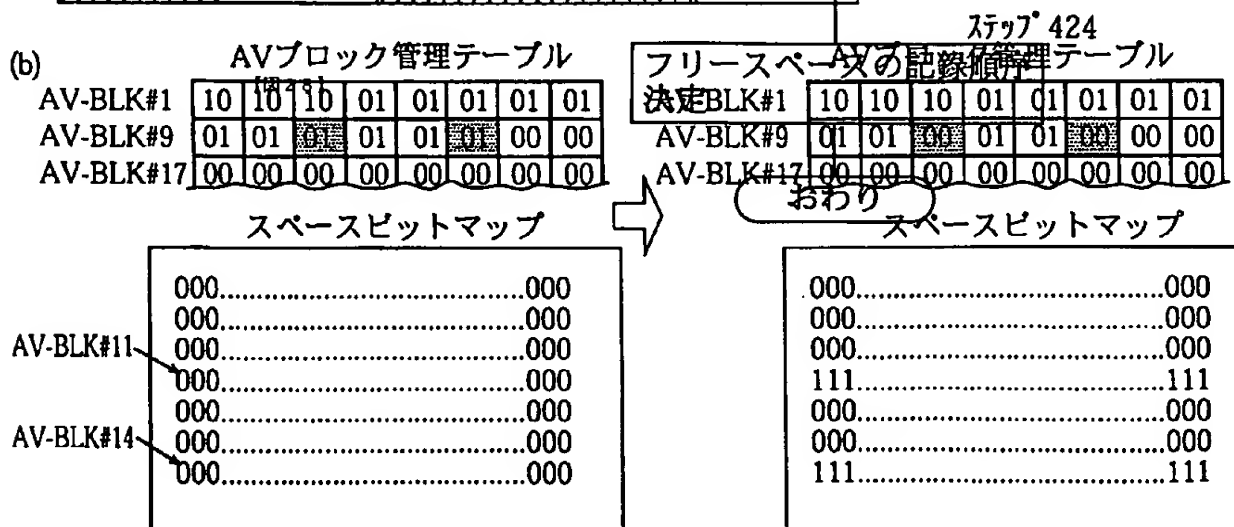 ステップ 424
(b)
AVブロック管理テーブル
AV-BLK#1 10 10 10 01 01 01 01 01
AV-BLK#9 01 01 01 01 01 01 00 00
AV-BLK#17 00 00 00 00 00 00 00 00
フリースペースの記録順序
決定
AVブロック管理テーブル
AV-BLK#1 10 10 10 01 01 01 01 01
AV-BLK#9 01 01 00 01 01 00 00 00
AV-BLK#17 00 00 00 00 00 00 00 00
おわり
スペースビットマップ
000...............................................000
000...............................................000
AV-BLK#11
000...............................................000
000...............................................000
000...............................................000
AV-BLK#14
000...............................................000
000...............................................000
スペースビットマップ
000...............................................000
000...............................................000
000...............................................000
111...............................................111
000...............................................000
000...............................................000
111...............................................111